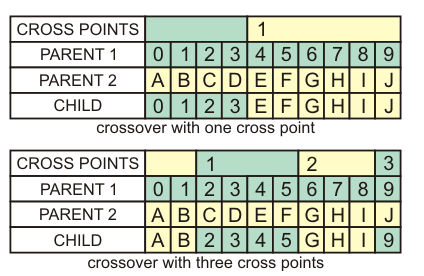 CROSS POINTS 1
PARENT 1 0 1 2 3 4 5 6 7 8 9
PARENT 2 A B C D E F G H I J
CHILD 0 1 2 3 E F G H I J
crossover with one cross point
CROSS POINTS 1 2 3
PARENT 1 0 1 2 3 4 5 6 7 8 9
PARENT 2 A B C D E F G H I J
CHILD A B 2 3 4 5 G H I 9
crossover with three cross points